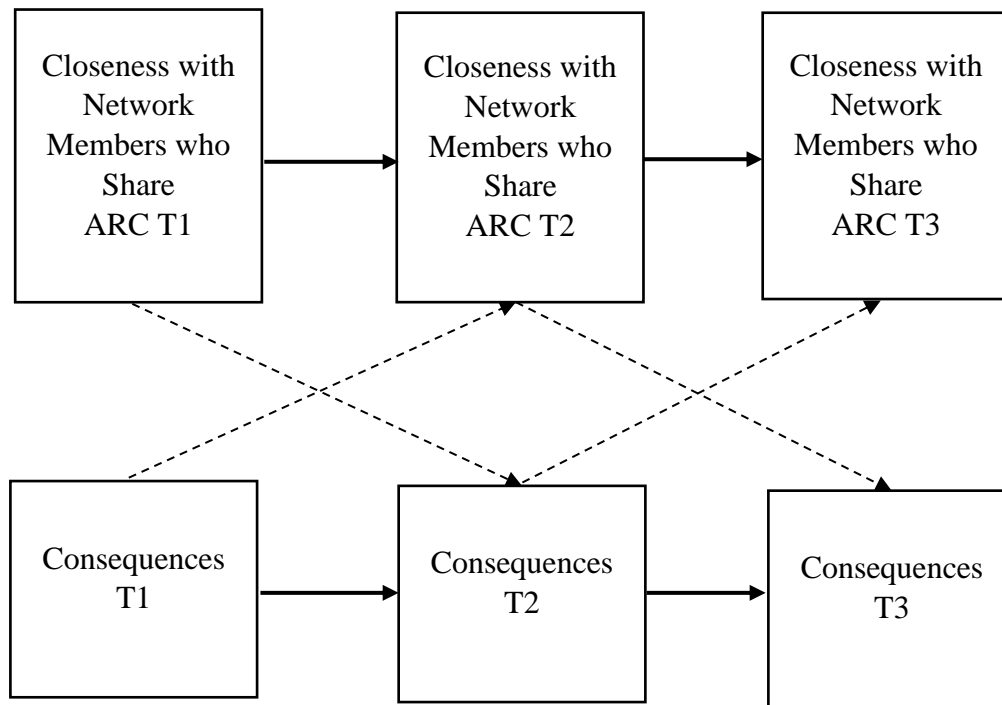 Closeness with
Network
Members who
Share
ARC T1
Closeness with
Network
Members who
Share
ARC T2
Closeness with
Network
Members who
Share
ARC T3
Consequences
T1
Consequences
T2
Consequences
T3